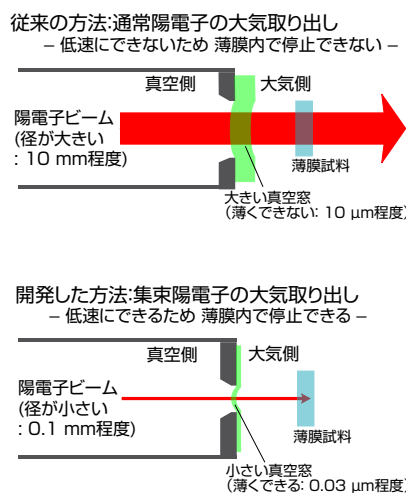 従来の方法:通常陽電子の大気取り出し
– 低速にできないため 薄膜内で停止できない –
真空側
大気側
陽電子ビーム
(径が大きい
: 10 mm程度)
薄膜試料
大きい真空窓
（薄くできない: 10 μm程度）
開発した方法:集束陽電子の大気取り出し
– 低速にできるため 薄膜内で停止できる –
真空側
大気側
陽電子ビーム
(径が小さい
: 0.1 mm程度)
薄膜試料
小さい真空窓
（薄くできる: 0.03 μm程度）